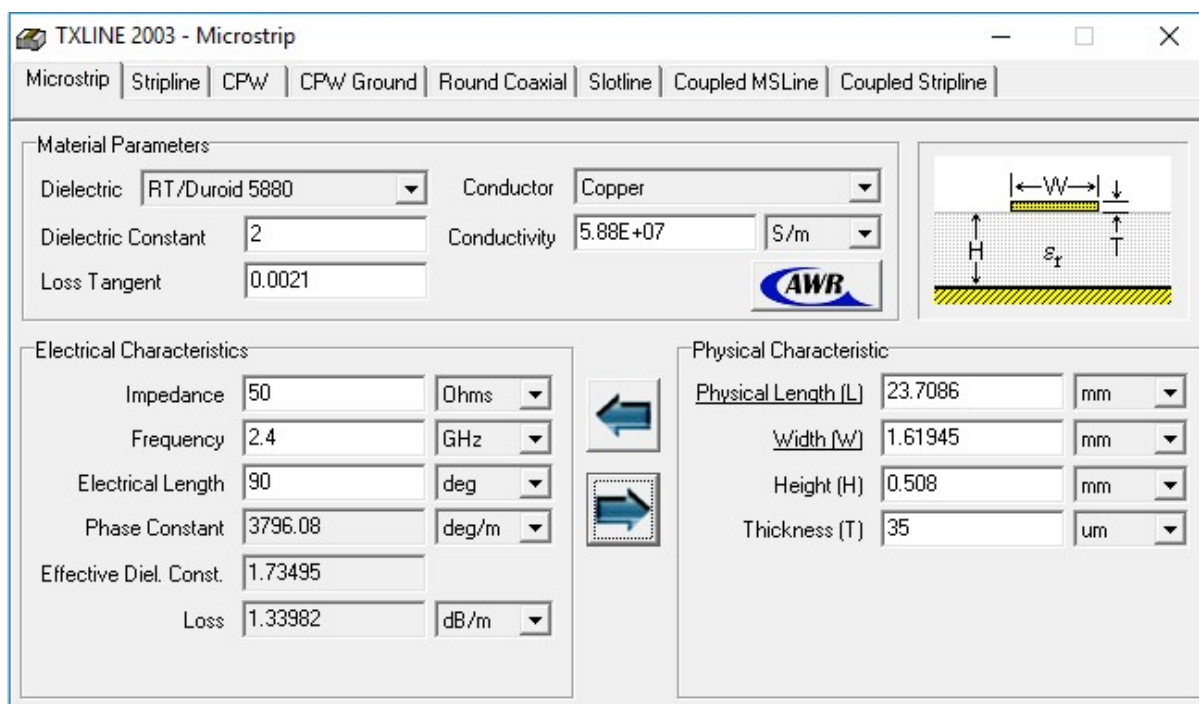 TXLINE 2003 - Microstrip
Microstrip Stripline CPW CPW Ground Round Coaxial Slotline Coupled MSLine Coupled Stripline
Material Parameters
Dielectric RT/Duroid 5880 Conductor Copper
Dielectric Constant 2 Conductivity 5.88E+07 S/m
Loss Tangent 0.0021
AWR
W
H
εr
T
Electrical Characteristics
Impedance 50 Ohms
Frequency 2.4 GHz
Electrical Length 90 deg
Phase Constant 3796.08 deg/m
Effective Diel. Const. 1.73495
Loss 1.33982 dB/m
Physical Characteristic
Physical Length (L) 23.7086 mm
Width (W) 1.61945 mm
Height (H) 0.508 mm
Thickness (T) 35 um